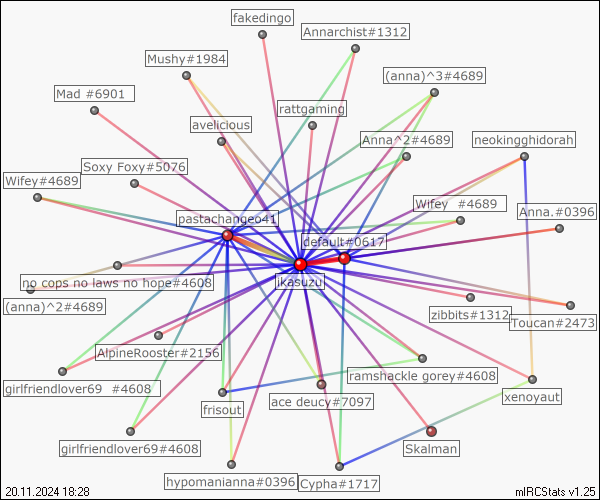 fakedingo
Annarchist#1312
Mushy#1984
(anna)^3#4689
Mad #6901
rattgaming
avelicious
Anna^2#4689
neokingghidorah
Soxy Foxy#5076
Wifey#4689
Wifey #4689
Anna.#0396
pastachangeo41
default#0617
no cops no laws no hope#4608
jkasuzu
(anna)^2#4689
zibbits#1312
Toucan#2473
AlpineRooster#2156
ramshackle gorey#4608
girlfriendlover69 #4608
xenoyaut
ace deucy#7097
frisout
girlfriendlover69#4608
Skalman
hypomanianna#0396
Cypha#1717
20.11.2024 18:28
mIRCStats v1.25